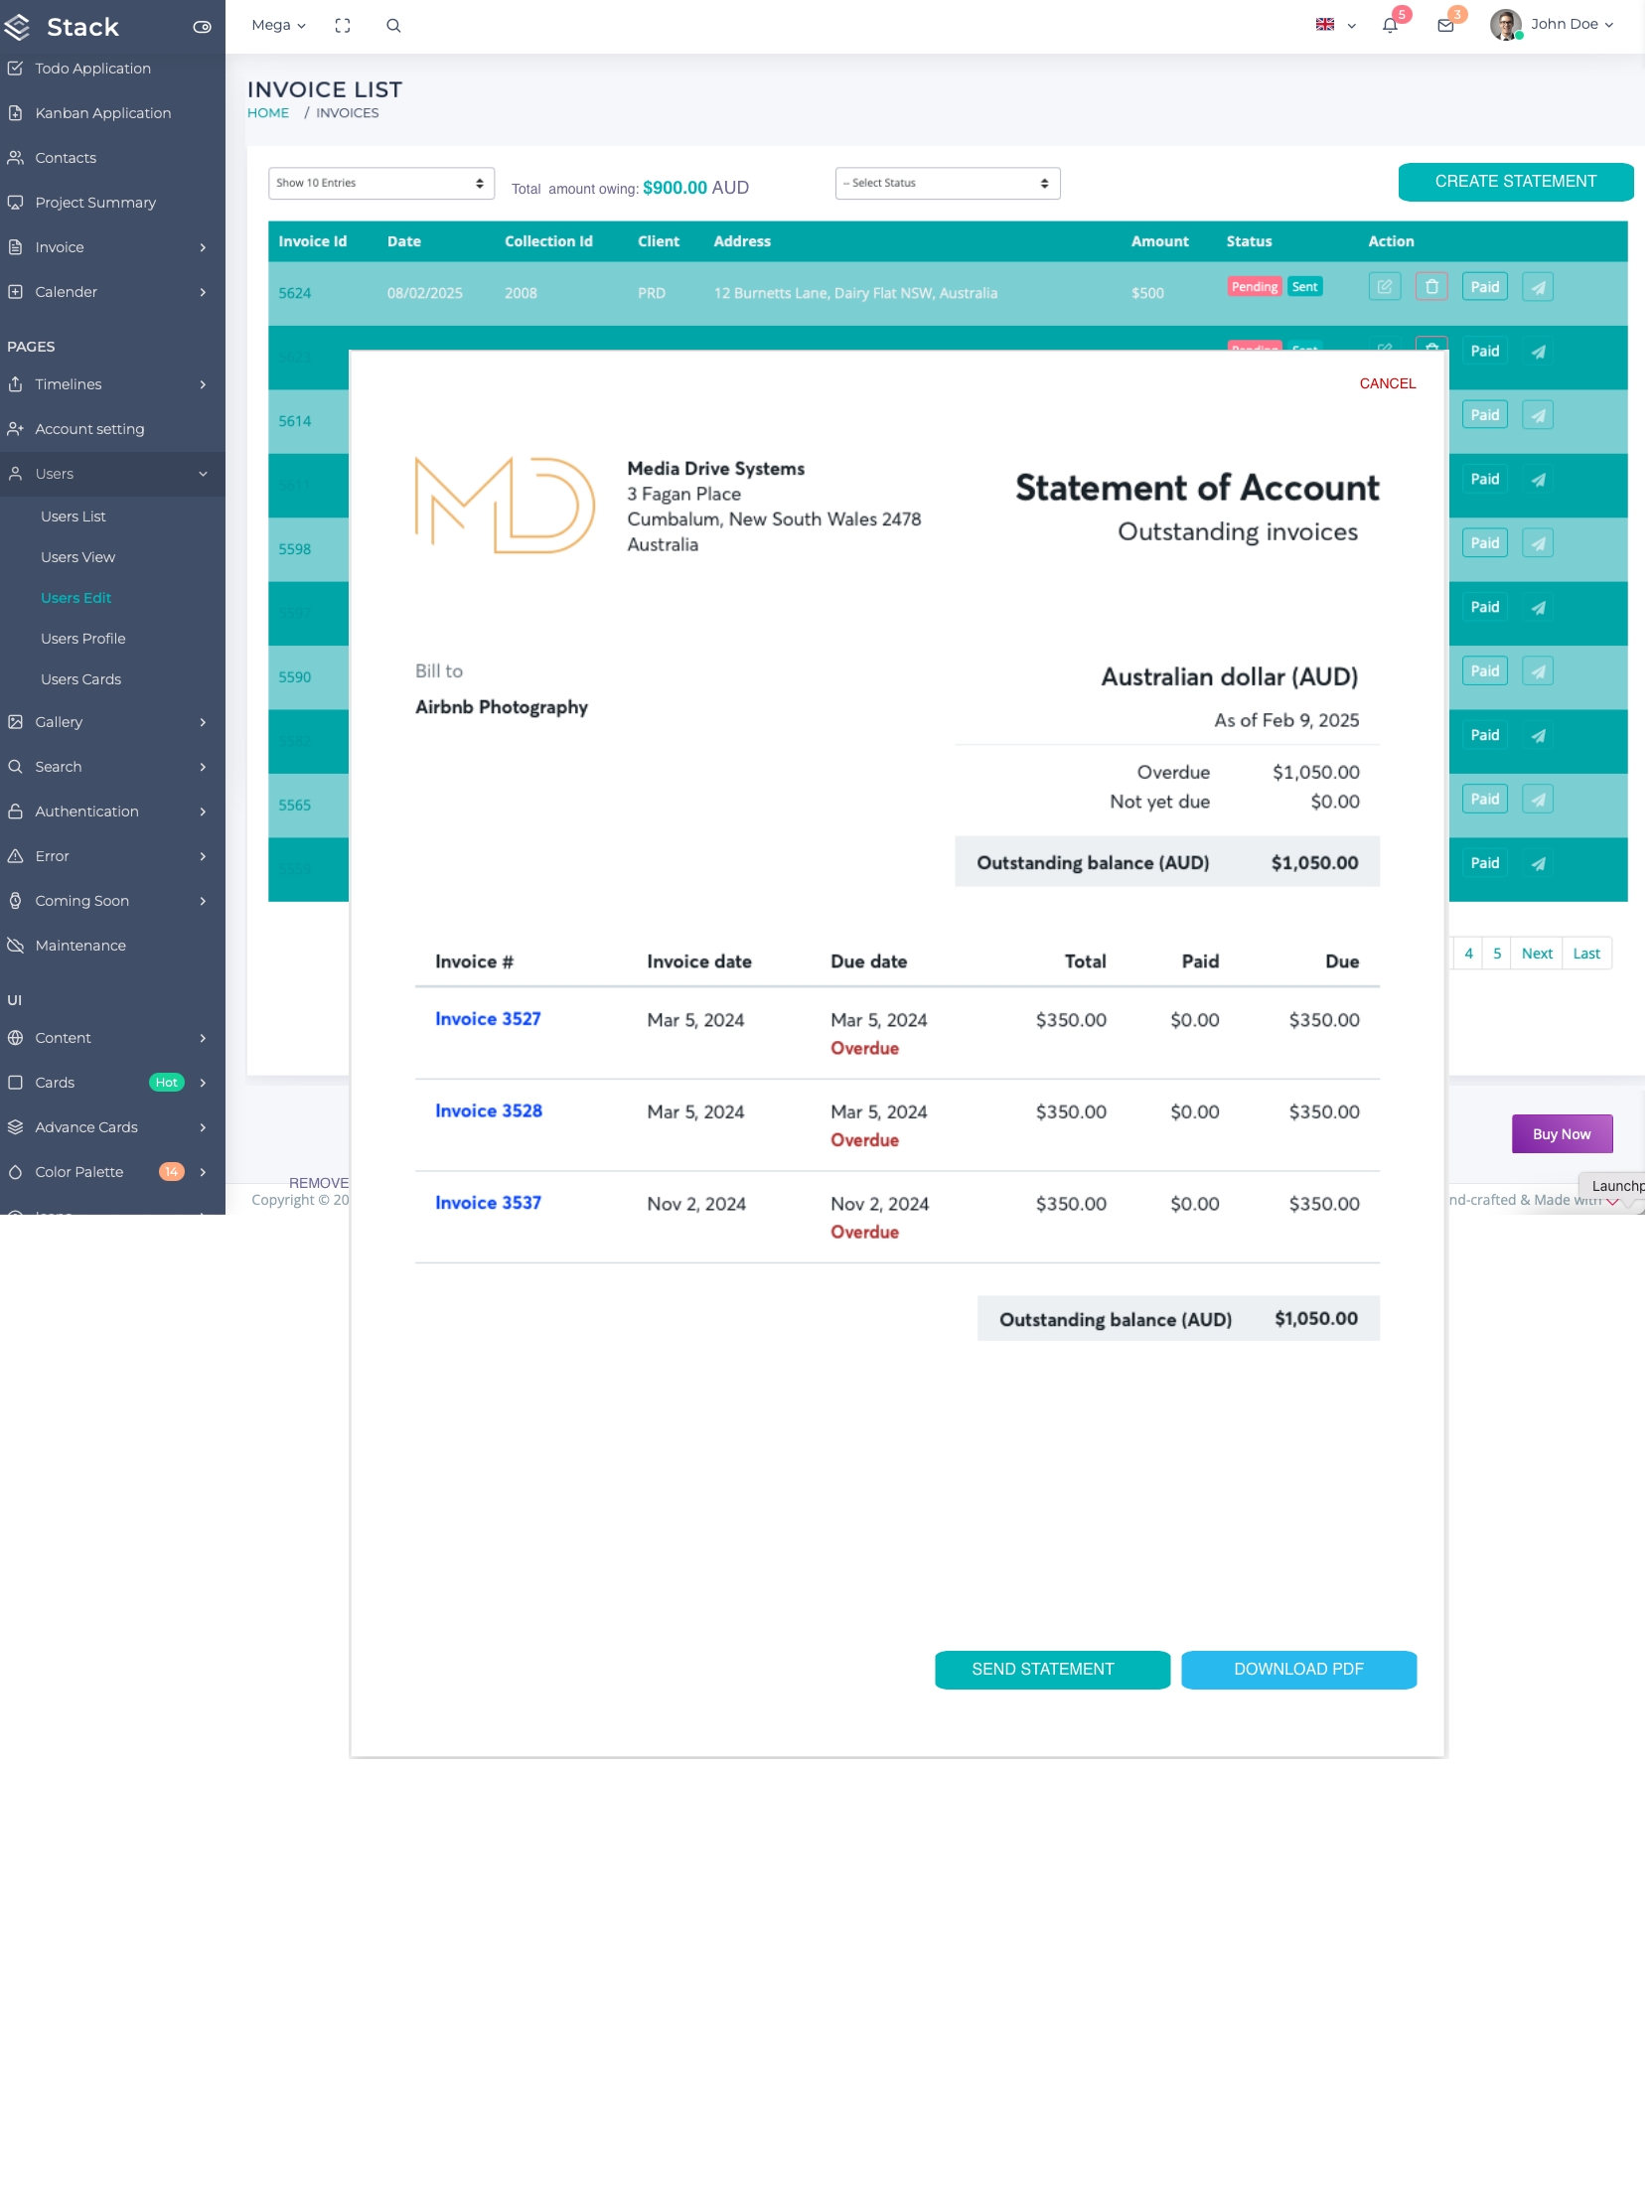 Stack
Mega
5
3
John Doe
Todo Application
Kanban Application
Contacts
Project Summary
Invoice
Calender
PAGES
Timelines
Account setting
Users
Users List
Users View
Users Edit
Users Profile
Users Cards
Gallery
Search
Authentication
Error
Coming Soon
Maintenance
UI
Content
Cards Hot
Advance Cards
Color Palette 14
INVOICE LIST
HOME / INVOICES
Show 10 Entries
Total amount owing: $900.00 AUD
-- Select Status
CREATE STATEMENT
Invoice Id Date Collection Id Client Address Amount Status Action
5624 08/02/2025 2008 PRD 12 Burnetts Lane, Dairy Flat NSW, Australia $500 Pending Sent Paid
5623 Pending Sent Paid
5614 Paid
5611 Paid
5598 Paid
5597 Paid
5590 Paid
5582 Paid
5565 Paid
5559 Paid
4 5 Next Last
CANCEL
MD
Media Drive Systems
3 Fagan Place
Cumbalum, New South Wales 2478
Australia
Statement of Account
Outstanding invoices
Bill to
Airbnb Photography
Australian dollar (AUD)
As of Feb 9, 2025
Overdue $1,050.00
Not yet due $0.00
Outstanding balance (AUD) $1,050.00
Invoice # Invoice date Due date Total Paid Due
Invoice 3527 Mar 5, 2024 Mar 5, 2024 $350.00 $0.00 $350.00
Overdue
Invoice 3528 Mar 5, 2024 Mar 5, 2024 $350.00 $0.00 $350.00
Overdue
Invoice 3537 Nov 2, 2024 Nov 2, 2024 $350.00 $0.00 $350.00
Overdue
Outstanding balance (AUD) $1,050.00
SEND STATEMENT
DOWNLOAD PDF
Buy Now
REMOVE
Copyright © 20
Launchp
nd-crafted & Made with